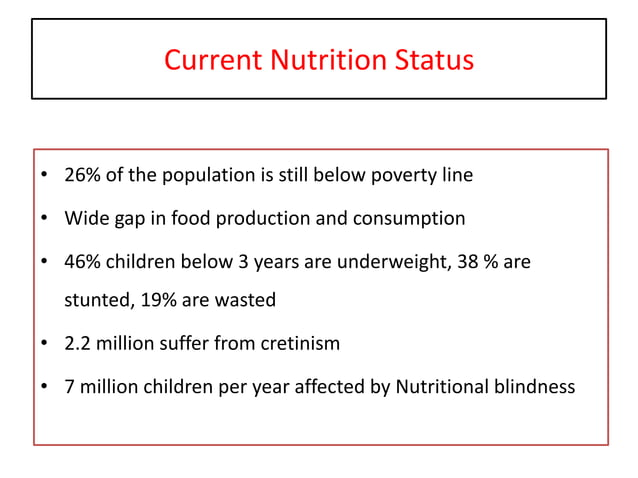 Current Nutrition Status
• 26% of the population is still below poverty line
• Wide gap in food production and consumption
• 46% children below 3 years are underweight, 38 % are
stunted, 19% are wasted
• 2.2 million suffer from cretinism
• 7 million children per year affected by Nutritional blindness